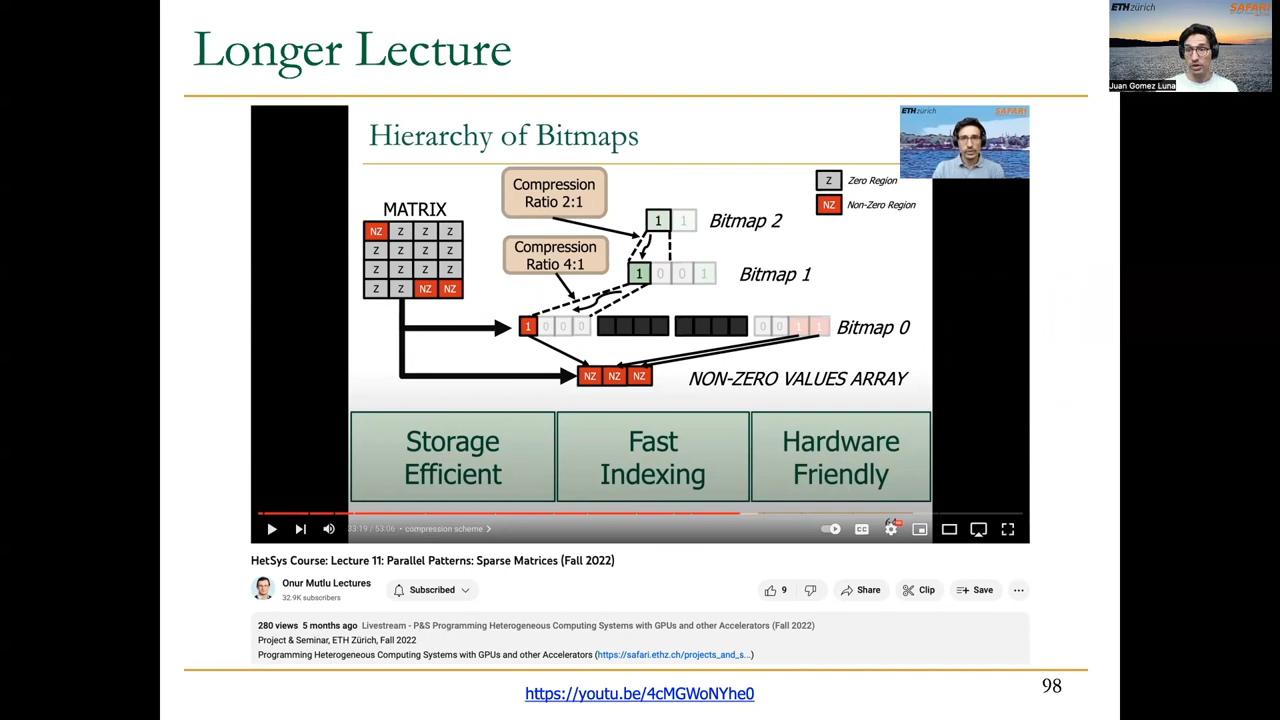 Longer Lecture
ETH zürich SAFARI
Juan Gomez Luna
Hierarchy of Bitmaps
ETH zürich SAFARI
Compression
Ratio 2:1
Z Zero Region
NZ Non-Zero Region
MATRIX
NZ Z Z Z
Z Z Z Z
Z Z Z Z
Z Z NZ NZ
1 1 Bitmap 2
Compression
Ratio 4:1
1 0 0 1 Bitmap 1
1 0 0 0 0 0 1 1 Bitmap 0
NZ NZ NZ NON-ZERO VALUES ARRAY
Storage
Efficient
Fast
Indexing
Hardware
Friendly
33:19 / 53:06 • compression scheme >
CC
HetSys Course: Lecture 11: Parallel Patterns: Sparse Matrices (Fall 2022)
Onur Mutlu Lectures
32.9K subscribers
Subscribed
9
Share
Clip
Save
280 views 5 months ago Livestream - P&S Programming Heterogeneous Computing Systems with GPUs and other Accelerators (Fall 2022)
Project & Seminar, ETH Zürich, Fall 2022
Programming Heterogeneous Computing Systems with GPUs and other Accelerators (https://safari.ethz.ch/projects_and_s...)
https://youtu.be/4cMGWoNYhe0
98